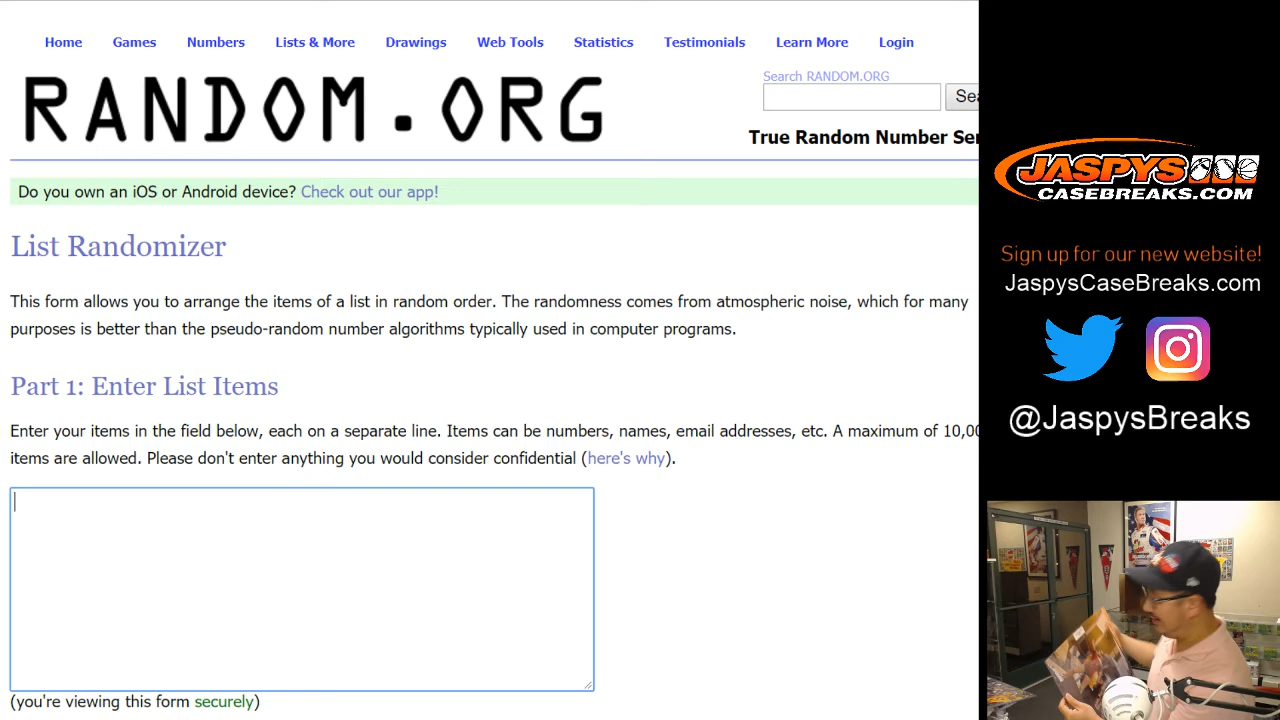 Home Games Numbers Lists & More Drawings Web Tools Statistics Testimonials Learn More Login
RANDOM.ORG
Search RANDOM.ORG
Sea
True Random Number Ser
Do you own an iOS or Android device? Check out our app!
List Randomizer
This form allows you to arrange the items of a list in random order. The randomness comes from atmospheric noise, which for many
purposes is better than the pseudo-random number algorithms typically used in computer programs.
Part 1: Enter List Items
Enter your items in the field below, each on a separate line. Items can be numbers, names, email addresses, etc. A maximum of 10,00
items are allowed. Please don't enter anything you would consider confidential (here's why).
(you're viewing this form securely)
JASPYS
CASEBREAKS.COM
Sign up for our new website!
JaspysCaseBreaks.com
@JaspysBreaks